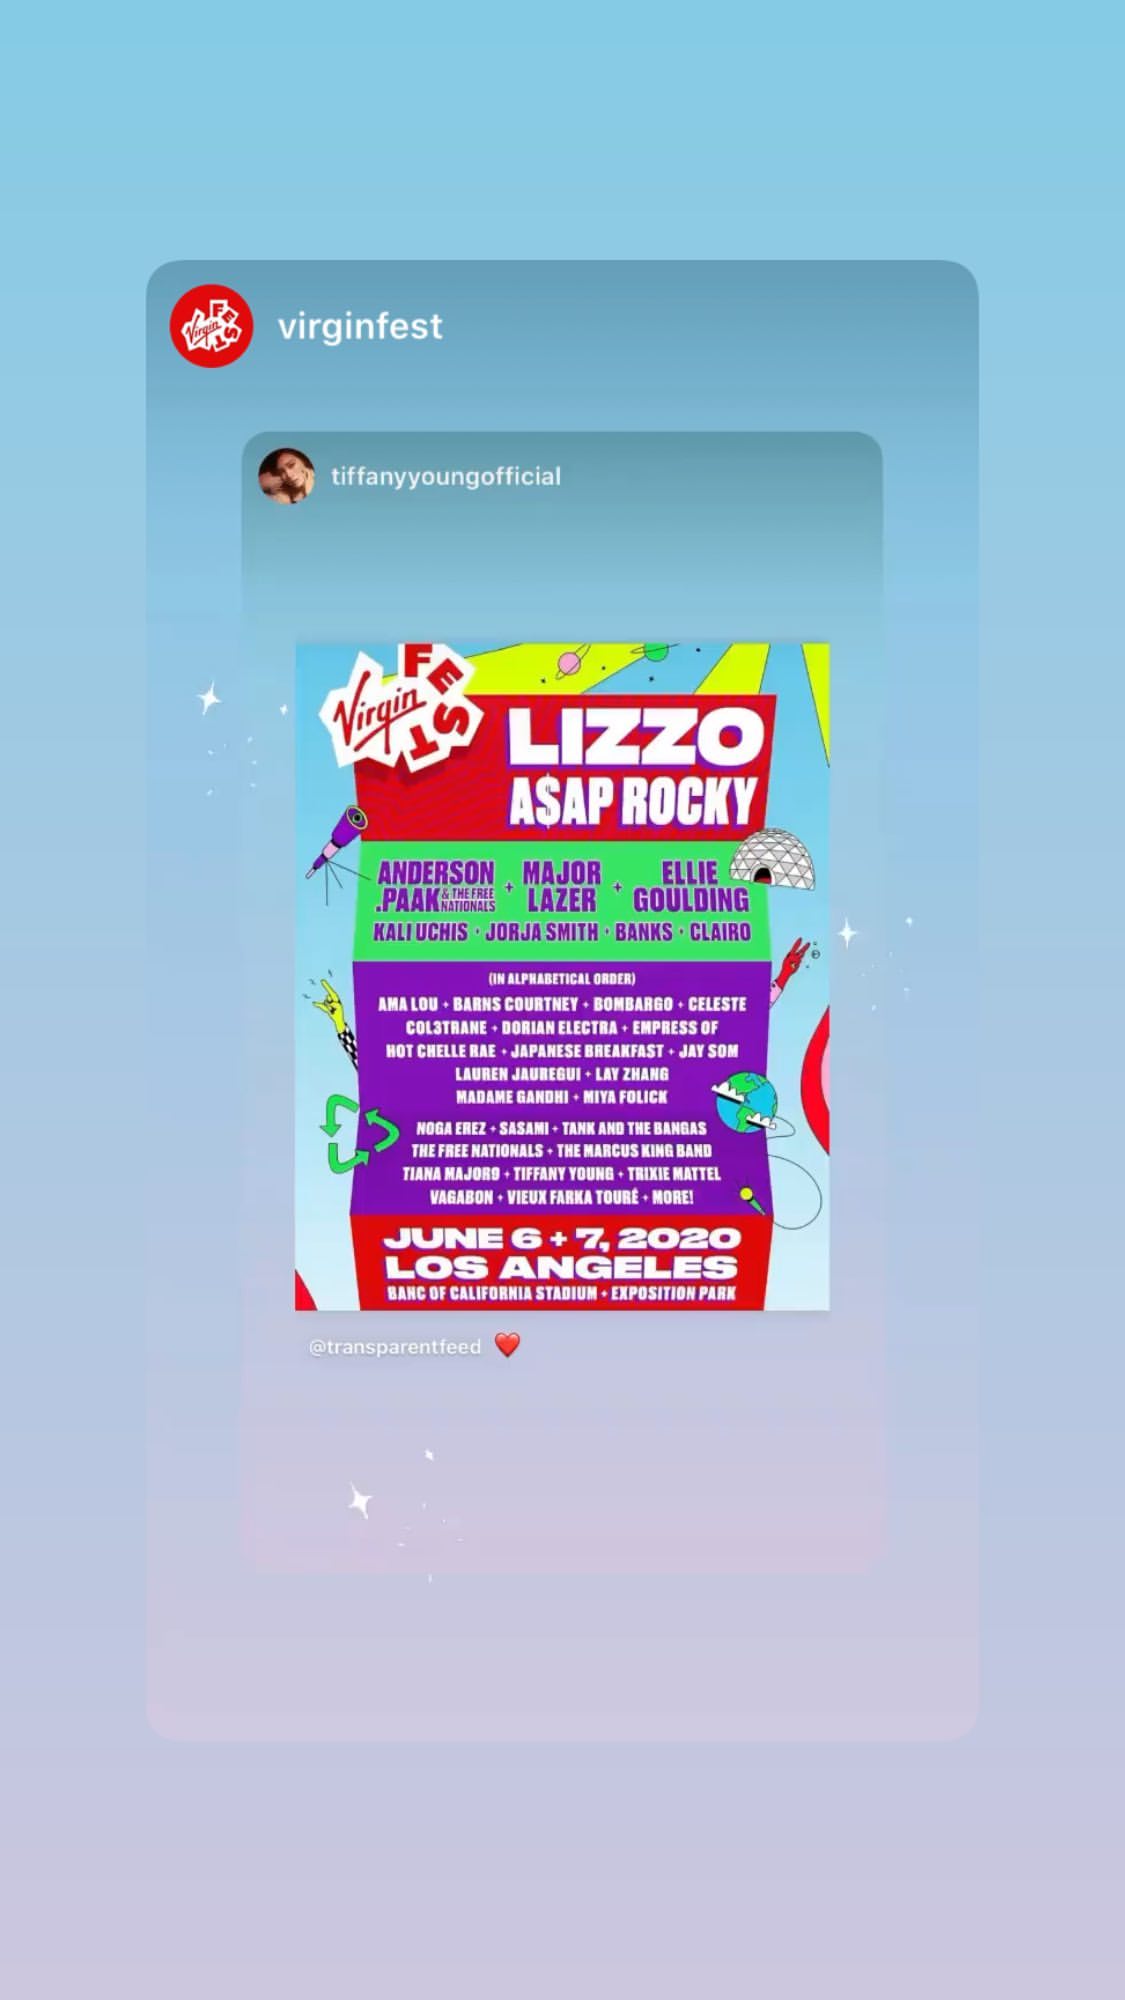 Virgin FEST
virginfest
tiffanyyoungofficial
Virgin FEST
LIZZO
A$AP ROCKY
ANDERSON .PAAK & THE FREE NATIONALS + MAJOR LAZER + ELLIE GOULDING
KALI UCHIS • JORJA SMITH • BANKS • CLAIRO
(IN ALPHABETICAL ORDER)
AMA LOU + BARNS COURTNEY + BOMBARGO + CELESTE
COL3TRANE + DORIAN ELECTRA + EMPRESS OF
HOT CHELLE RAE + JAPANESE BREAKFAST + JAY SOM
LAUREN JAUREGUI + LAY ZHANG
MADAME GANDHI + MIYA FOLICK
NOGA EREZ + SASAMI + TANK AND THE BANGAS
THE FREE NATIONALS + THE MARCUS KING BAND
TIANA MAJOR9 + TIFFANY YOUNG + TRIXIE MATTEL
VAGABON + VIEUX FARKA TOURÉ + MORE!
JUNE 6 + 7, 2020
LOS ANGELES
BANC OF CALIFORNIA STADIUM + EXPOSITION PARK
@transparentfeed ❤️